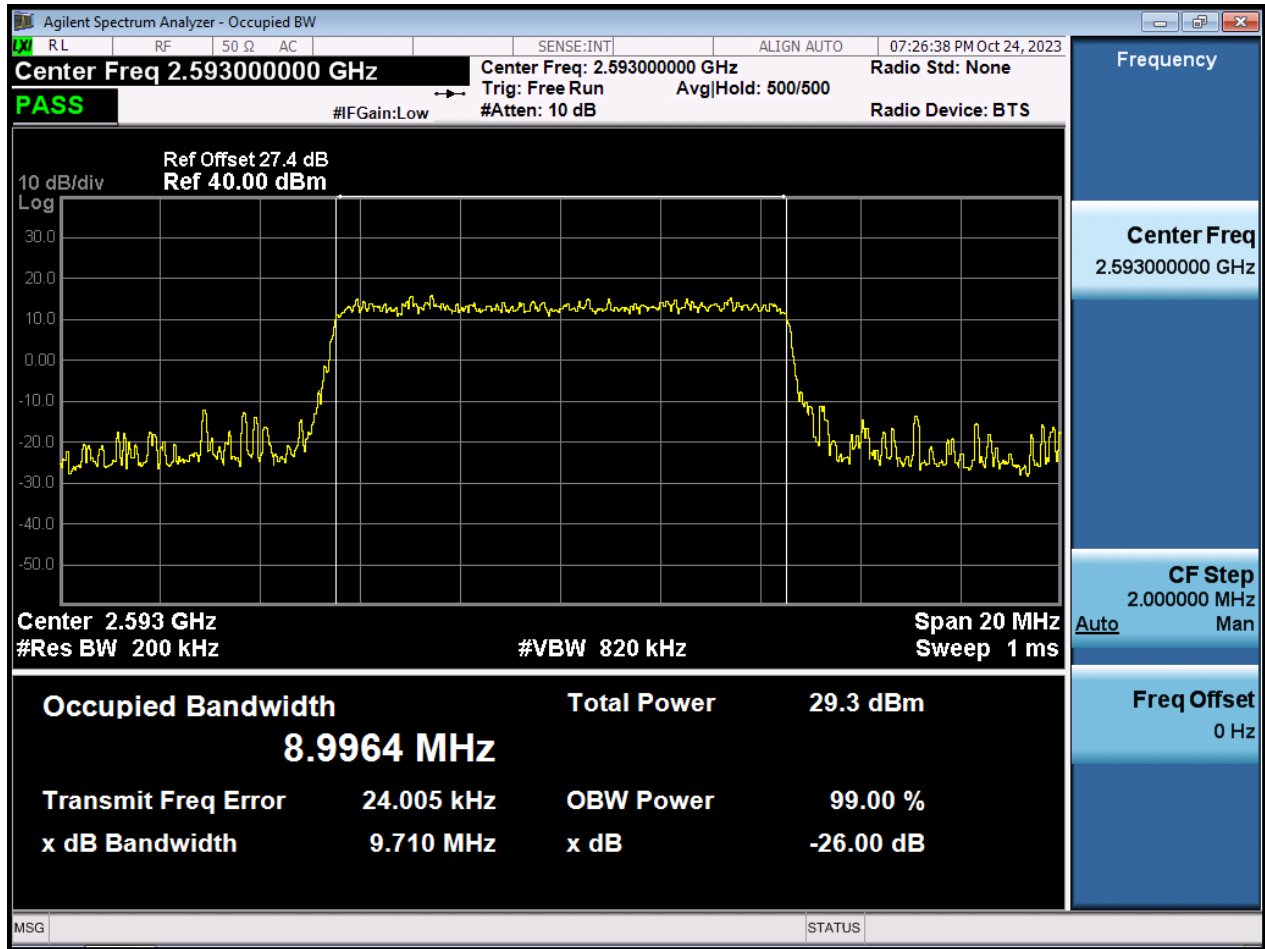 Agilent Spectrum Analyzer - Occupied BW
LXI RL RF 50 Ω AC SENSE:INT ALIGN AUTO 07:26:38 PM Oct 24, 2023
Center Freq 2.593000000 GHz
PASS
#IFGain:Low
Center Freq: 2.593000000 GHz
Trig: Free Run Avg|Hold: 500/500
#Atten: 10 dB
Radio Std: None
Radio Device: BTS
Ref Offset 27.4 dB
10 dB/div Ref 40.00 dBm
Log
30.0
20.0
10.0
0.00
-10.0
-20.0
-30.0
-40.0
-50.0
Center 2.593 GHz Span 20 MHz
#Res BW 200 kHz #VBW 820 kHz Sweep 1 ms
Occupied Bandwidth Total Power 29.3 dBm
8.9964 MHz
Transmit Freq Error 24.005 kHz OBW Power 99.00 %
x dB Bandwidth 9.710 MHz x dB -26.00 dB
MSG STATUS
Frequency
Center Freq
2.593000000 GHz
CF Step
2.000000 MHz
Auto Man
Freq Offset
0 Hz